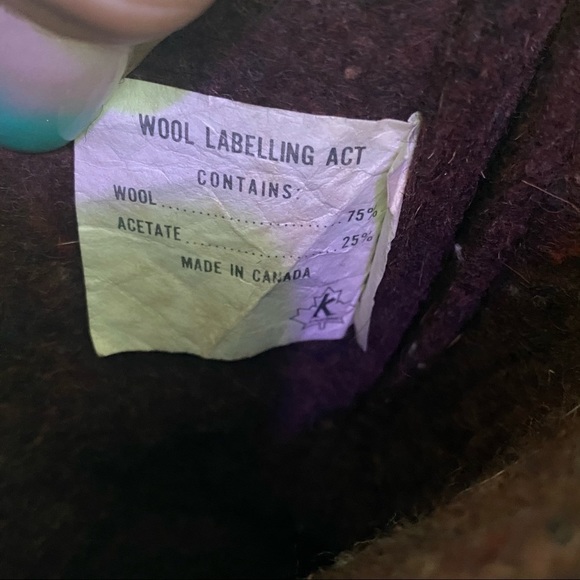 WOOL LABELLING ACT
CONTAINS:
WOOL....................75%
ACETATE....................25%
MADE IN CANADA
K